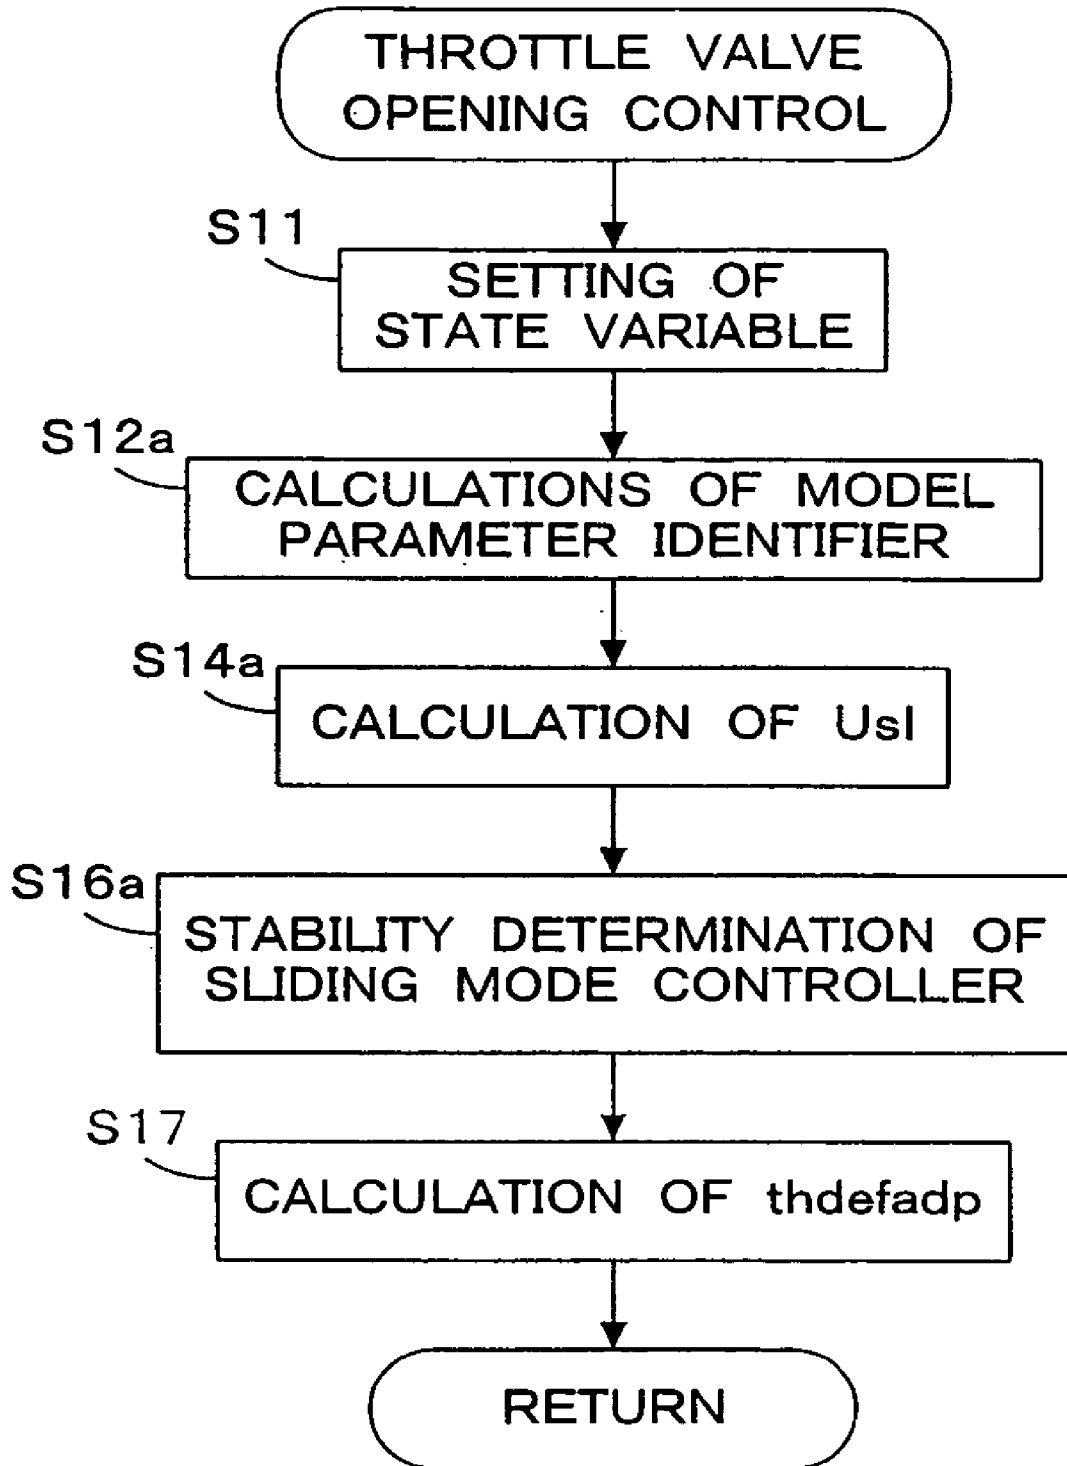 THROTTLE VALVE
OPENING CONTROL
S11
SETTING OF
STATE VARIABLE
S12a
CALCULATIONS OF MODEL
PARAMETER IDENTIFIER
S14a
CALCULATION OF Usl
S16a
STABILITY DETERMINATION OF
SLIDING MODE CONTROLLER
S17
CALCULATION OF thdefadp
RETURN